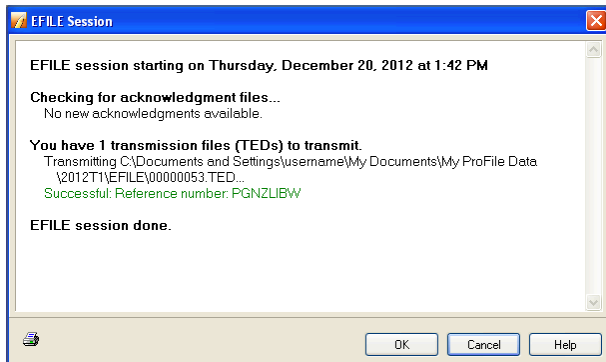 EFILE Session
EFILE session starting on Thursday, December 20, 2012 at 1:42 PM
Checking for acknowledgment files...
No new acknowledgments available.
You have 1 transmission files (TEDs) to transmit.
Transmitting C:\Documents and Settings\username\My Documents\My ProFile Data
\2012T1\EFILE\00000053.TED...
Successful: Reference number: PGNZLIBW
EFILE session done.
OK Cancel Help